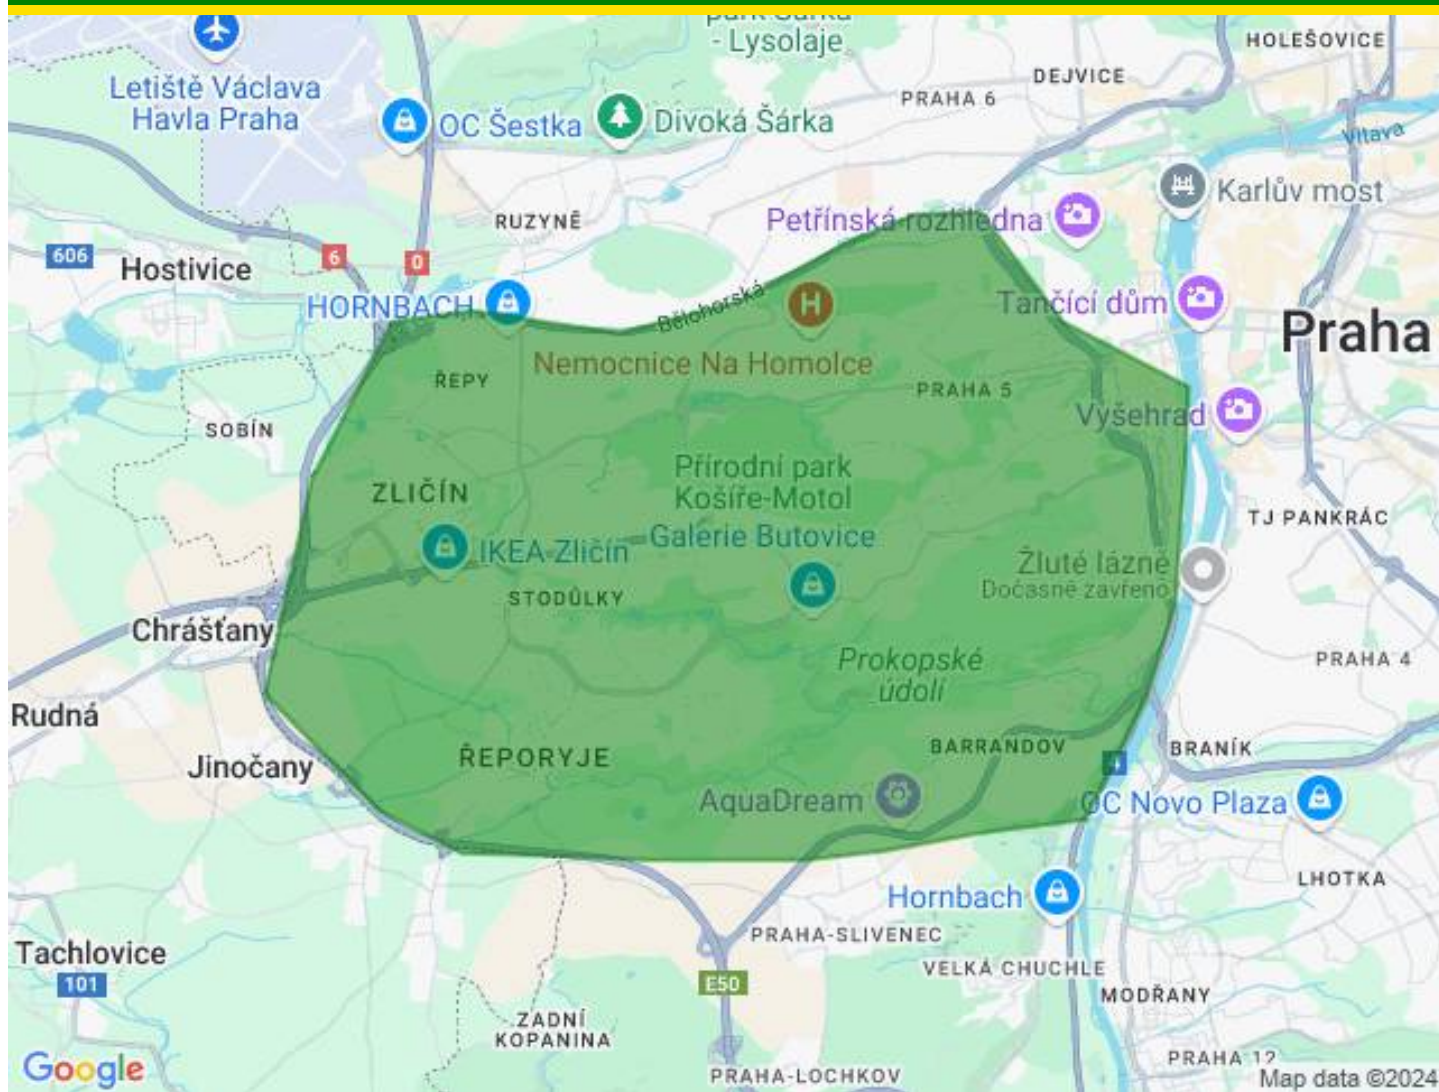 park Šárka
- Lysolaje
HOLEŠOVICE
DEJVICE
Letiště Václava
Havla Praha
PRAHA 6
OC Šestka
Divoká Šárka
Vltava
Karlův most
RUZYNĚ
Petřínská rozhledna
606
Hostivice
6
0
HORNBACH
Bělohorská
H
Tančící dům
Praha
Nemocnice Na Homolce
ŘEPY
PRAHA 5
Vyšehrad
SOBÍN
Přírodní park
Košíře-Motol
ZLIČÍN
TJ PANKRÁC
IKEA Zličín
Galerie Butovice
Žluté lázně
Dočasně zavřeno
STODŮLKY
Chrášťany
Prokopské
údolí
PRAHA 4
Rudná
ŘEPORYJE
BARRANDOV
BRANÍK
Jinočany
4
AquaDream
OC Novo Plaza
Hornbach
LHOTKA
Tachlovice
101
PRAHA-SLIVENEC
VELKÁ CHUCHLE
E50
MODŘANY
ZADNÍ
KOPANINA
PRAHA 12
Google
PRAHA-LOCHKOV
Map data ©2024